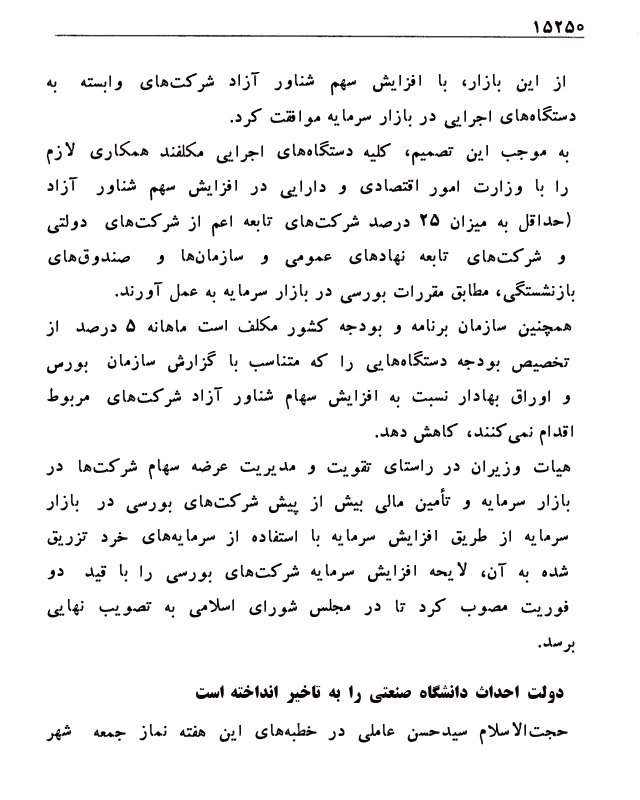 ۱۵۲۵۰
از این بازار، با افزایش سهم شناور آزاد شرکت‌های وابسته به
دستگاه‌های اجرایی در بازار سرمایه موافقت کرد.
به موجب این تصمیم، کلیه دستگاه‌های اجرایی مکلفند همکاری لازم
را با وزارت امور اقتصادی و دارایی در افزایش سهم شناور آزاد
(حداقل به میزان ۲۵ درصد شرکت‌های تابعه اعم از شرکت‌های دولتی
و شرکت‌های تابعه نهادهای عمومی و سازمان‌ها و صندوق‌های
بازنشستگی، مطابق مقررات بورسی در بازار سرمایه به عمل آورند.
همچنین سازمان برنامه و بودجه کشور مکلف است ماهانه ۵ درصد از
تخصیص بودجه دستگاه‌هایی را که متناسب با گزارش سازمان بورس
و اوراق بهادار نسبت به افزایش سهام شناور آزاد شرکت‌های مربوط
اقدام نمی‌کنند، کاهش دهد.
هیات وزیران در راستای تقویت و مدیریت عرضه سهام شرکت‌ها در
بازار سرمایه و تأمین مالی بیش از پیش شرکت‌های بورسی در بازار
سرمایه از طریق افزایش سرمایه با استفاده از سرمایه‌های خرد تزریق
شده به آن، لایحه افزایش سرمایه شرکت‌های بورسی را با قید دو
فوریت مصوب کرد تا در مجلس شورای اسلامی به تصویب نهایی
برسد.
دولت احداث دانشگاه صنعتی را به تاخیر انداخته است
حجت‌الاسلام سیدحسن عاملی در خطبه‌های این هفته نماز جمعه شهر